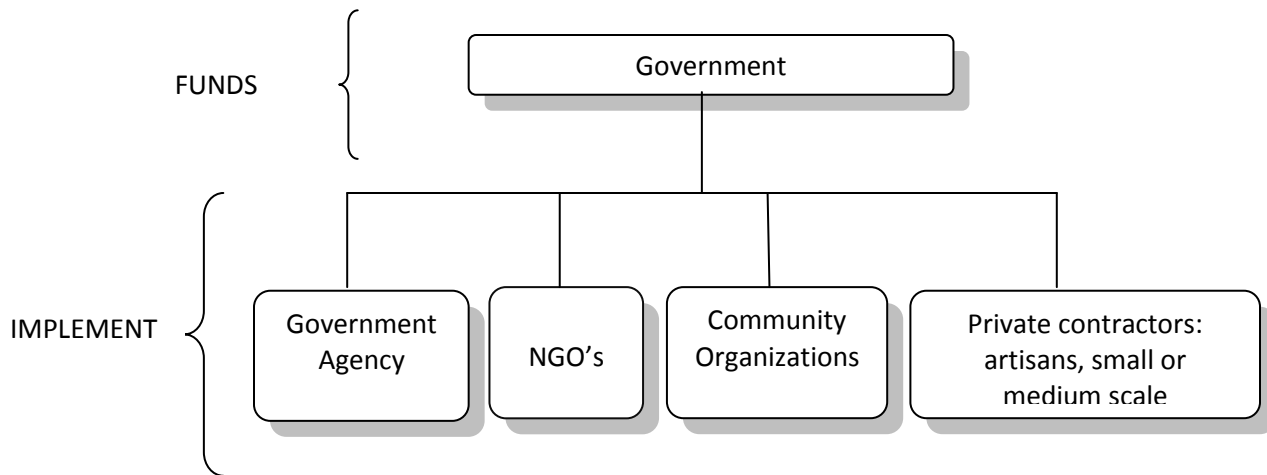 FUNDS
Government
IMPLEMENT
Government
Agency
NGO’s
Community
Organizations
Private contractors:
artisans, small or
medium scale